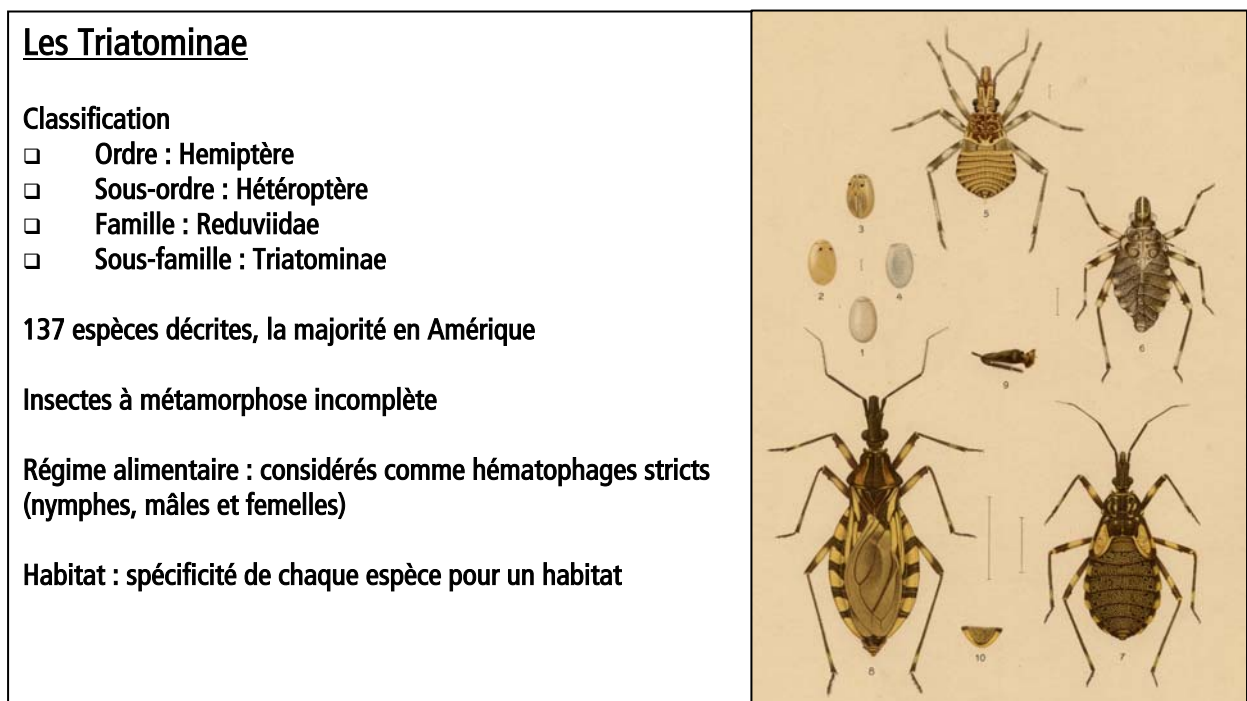 Les Triatominae
Classification
❑ Ordre : Hemiptère
❑ Sous-ordre : Hétéroptère
❑ Famille : Reduviidae
❑ Sous-famille : Triatominae
137 espèces décrites, la majorité en Amérique
Insectes à métamorphose incomplète
Régime alimentaire : considérés comme hématophages stricts
(nymphes, mâles et femelles)
Habitat : spécificité de chaque espèce pour un habitat
5
3
2
4
1
6
9
8
10
7